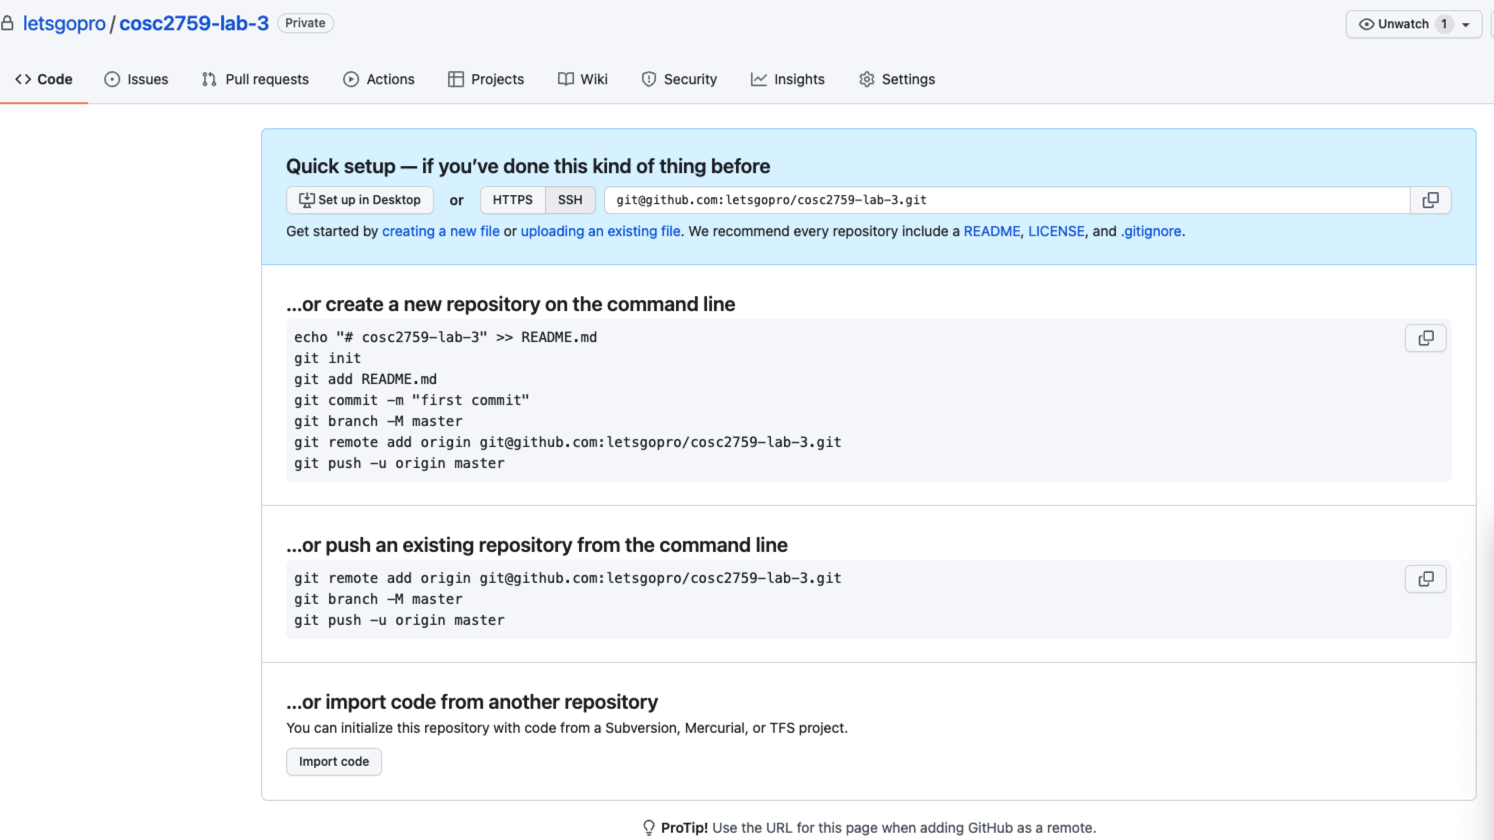 letsgopro / cosc2759-lab-3 Private
Unwatch 1
Code Issues Pull requests Actions Projects Wiki Security Insights Settings
Quick setup — if you’ve done this kind of thing before
Set up in Desktop or HTTPS SSH git@github.com:letsgopro/cosc2759-lab-3.git
Get started by creating a new file or uploading an existing file. We recommend every repository include a README, LICENSE, and .gitignore.
…or create a new repository on the command line
echo "# cosc2759-lab-3" >> README.md
git init
git add README.md
git commit -m "first commit"
git branch -M master
git remote add origin git@github.com:letsgopro/cosc2759-lab-3.git
git push -u origin master
…or push an existing repository from the command line
git remote add origin git@github.com:letsgopro/cosc2759-lab-3.git
git branch -M master
git push -u origin master
…or import code from another repository
You can initialize this repository with code from a Subversion, Mercurial, or TFS project.
Import code
ProTip! Use the URL for this page when adding GitHub as a remote.